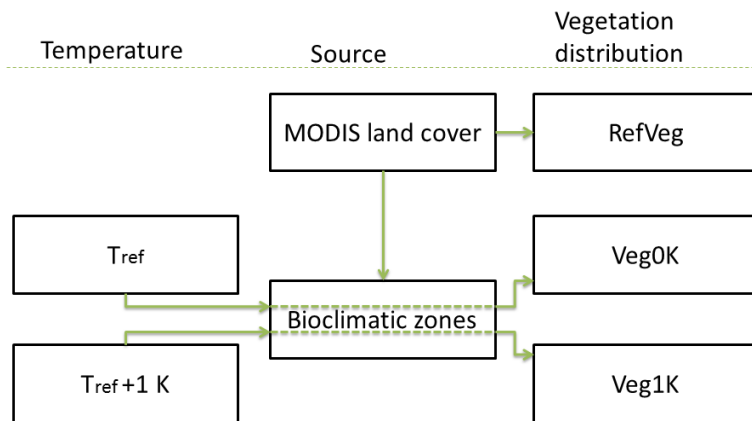 Temperature
Source
Vegetation
distribution
MODIS land cover
RefVeg
Tref
Veg0K
Bioclimatic zones
Tref +1 K
Veg1K